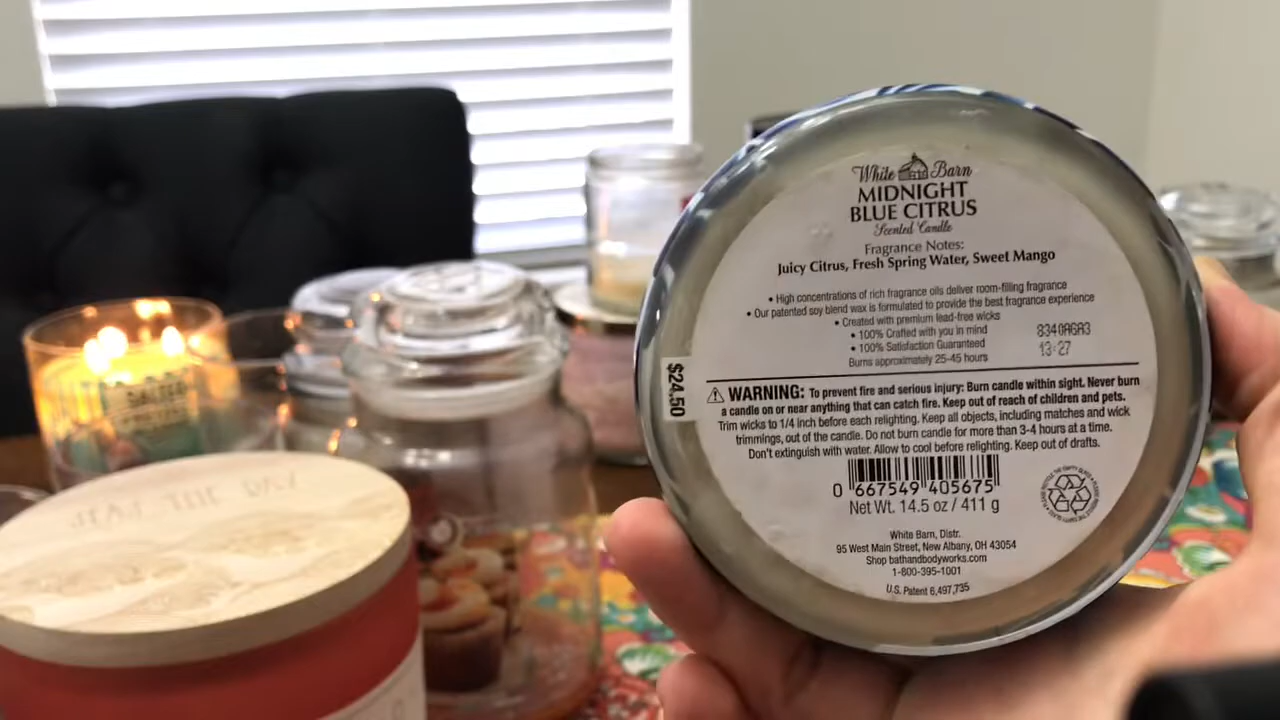 White Barn
MIDNIGHT
BLUE CITRUS
Scented Candle
Fragrance Notes:
Juicy Citrus, Fresh Spring Water, Sweet Mango
• High concentrations of rich fragrance oils deliver room-filling fragrance
• Our patented soy blend wax is formulated to provide the best fragrance experience
• Created with premium lead-free wicks
• 100% Crafted with you in mind
• 100% Satisfaction Guaranteed
Burns approximately 25-45 hours
8340AGA3
13:27
$24.50
WARNING: To prevent fire and serious injury: Burn candle within sight. Never burn
a candle on or near anything that can catch fire. Keep out of reach of children and pets.
Trim wicks to 1/4 inch before each relighting. Keep all objects, including matches and wick
trimmings, out of the candle. Do not burn candle for more than 3-4 hours at a time.
Don't extinguish with water. Allow to cool before relighting. Keep out of drafts.
0 667549 405675
Net Wt. 14.5 oz / 411 g
White Barn, Distr.
95 West Main Street, New Albany, OH 43054
Shop bathandbodyworks.com
1-800-395-1001
U.S. Patent 6,497,735
THE DAY